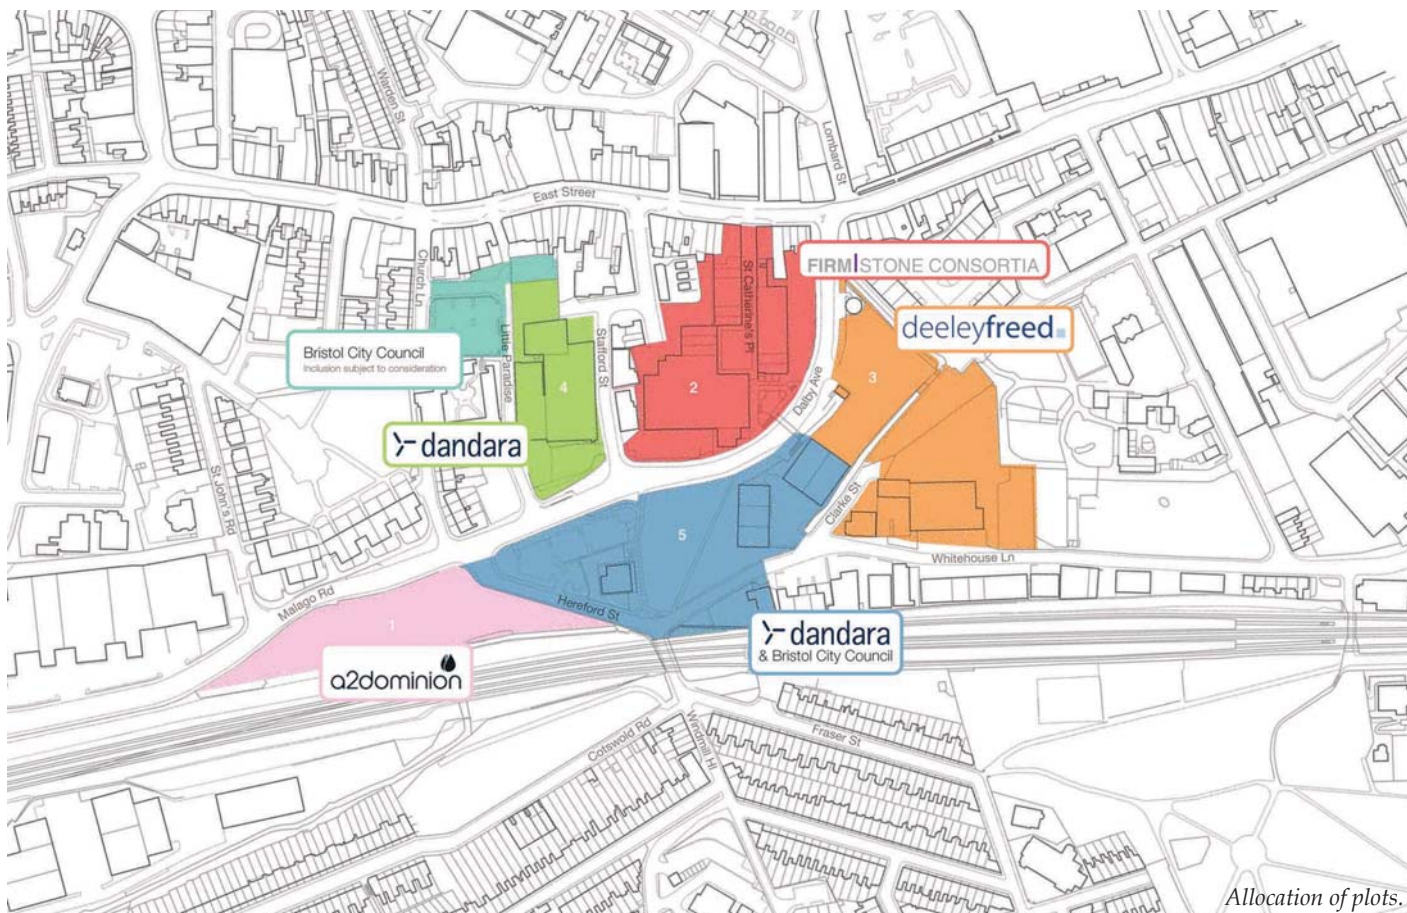 Warden St
Lombard St
East Street
Church Ln
FIRM STONE CONSORTIA
St Catherine's Pl
deeleyfreed
Little Paradise
Stafford St
Bristol City Council
Inclusion subject to consideration
4
2
3
Dalby Ave
dandara
St John's Rd
Clarke St
5
Whitehouse Ln
Malago Rd
Hereford St
1
dandara
& Bristol City Council
a2dominion
Cotswold Rd
Windmill Hl
Fraser St
Allocation of plots.